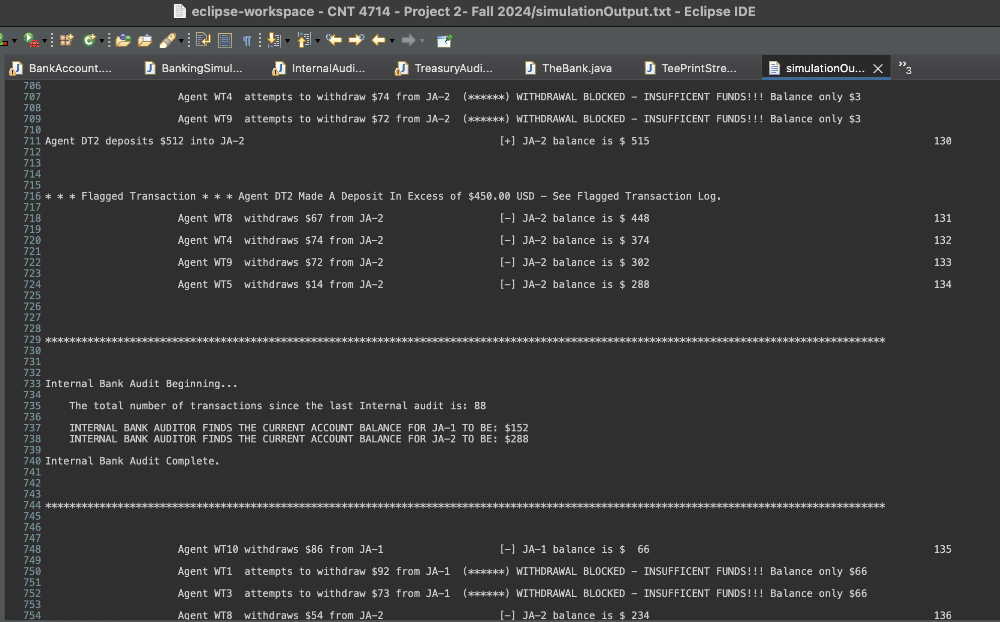 eclipse-workspace - CNT 4714 - Project 2- Fall 2024/simulationOutput.txt - Eclipse IDE
BankAccount.... BankingSimul... InternalAudi... TreasuryAudi... TheBank.java TeePrintStre... simulationOu... »3
706
707 Agent WT4  attempts to withdraw $74 from JA-2  (******) WITHDRAWAL BLOCKED - INSUFFICENT FUNDS!!! Balance only $3
708
709 Agent WT9  attempts to withdraw $72 from JA-2  (******) WITHDRAWAL BLOCKED - INSUFFICENT FUNDS!!! Balance only $3
710
711 Agent DT2 deposits $512 into JA-2 [+] JA-2 balance is $ 515 130
712
713
714
715
716 * * * Flagged Transaction * * * Agent DT2 Made A Deposit In Excess of $450.00 USD - See Flagged Transaction Log.
717
718 Agent WT8  withdraws $67 from JA-2 [-] JA-2 balance is $ 448 131
719
720 Agent WT4  withdraws $74 from JA-2 [-] JA-2 balance is $ 374 132
721
722 Agent WT9  withdraws $72 from JA-2 [-] JA-2 balance is $ 302 133
723
724 Agent WT5  withdraws $14 from JA-2 [-] JA-2 balance is $ 288 134
725
726
727
728
729 *******************************************************************************************************************************************
730
731
732
733 Internal Bank Audit Beginning...
734
735 The total number of transactions since the last Internal audit is: 88
736
737 INTERNAL BANK AUDITOR FINDS THE CURRENT ACCOUNT BALANCE FOR JA-1 TO BE: $152
738 INTERNAL BANK AUDITOR FINDS THE CURRENT ACCOUNT BALANCE FOR JA-2 TO BE: $288
739
740 Internal Bank Audit Complete.
741
742
743
744 *******************************************************************************************************************************************
745
746
747
748 Agent WT10 withdraws $86 from JA-1 [-] JA-1 balance is $  66 135
749
750 Agent WT1  attempts to withdraw $92 from JA-1  (******) WITHDRAWAL BLOCKED - INSUFFICENT FUNDS!!! Balance only $66
751
752 Agent WT3  attempts to withdraw $73 from JA-1  (******) WITHDRAWAL BLOCKED - INSUFFICENT FUNDS!!! Balance only $66
753
754 Agent WT8  withdraws $54 from JA-2 [-] JA-2 balance is $ 234 136